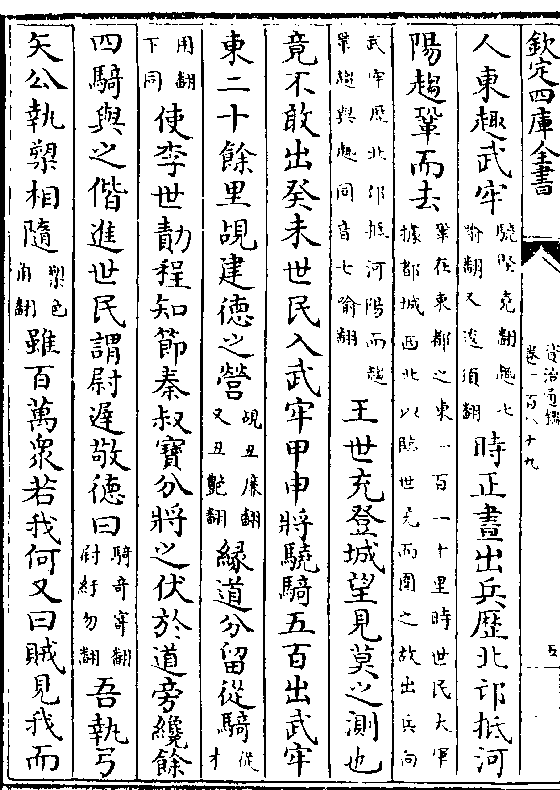 欽定四庫全書
資治通鑑
卷一百八十九
五
人東趣武牢驍堅堯翻趣七喻翻又逡須翻時正晝出兵歷北邙抵河
陽趨鞏而去鞏在東都之東一百一十里時世民大軍據都城西北以臨世充而圍之故出兵向
武牢歷北邙抵河陽而趨鞏趨與趣同音七喻翻王世充登城望見莫之測也
竟不敢出癸未世民入武牢甲申將驍騎五百出武牢
東二十餘里覘建德之營覘丑廉翻又丑艷翻緣道分留從騎從才
用翻下同使李世勣程知節秦叔寶分將之伏於道旁纔餘
四騎與之偕進世民謂尉遲敬德曰騎奇寄翻尉紆勿翻吾執弓
矢公執槊相隨槊色角翻雖百萬衆若我何又曰賊見我而